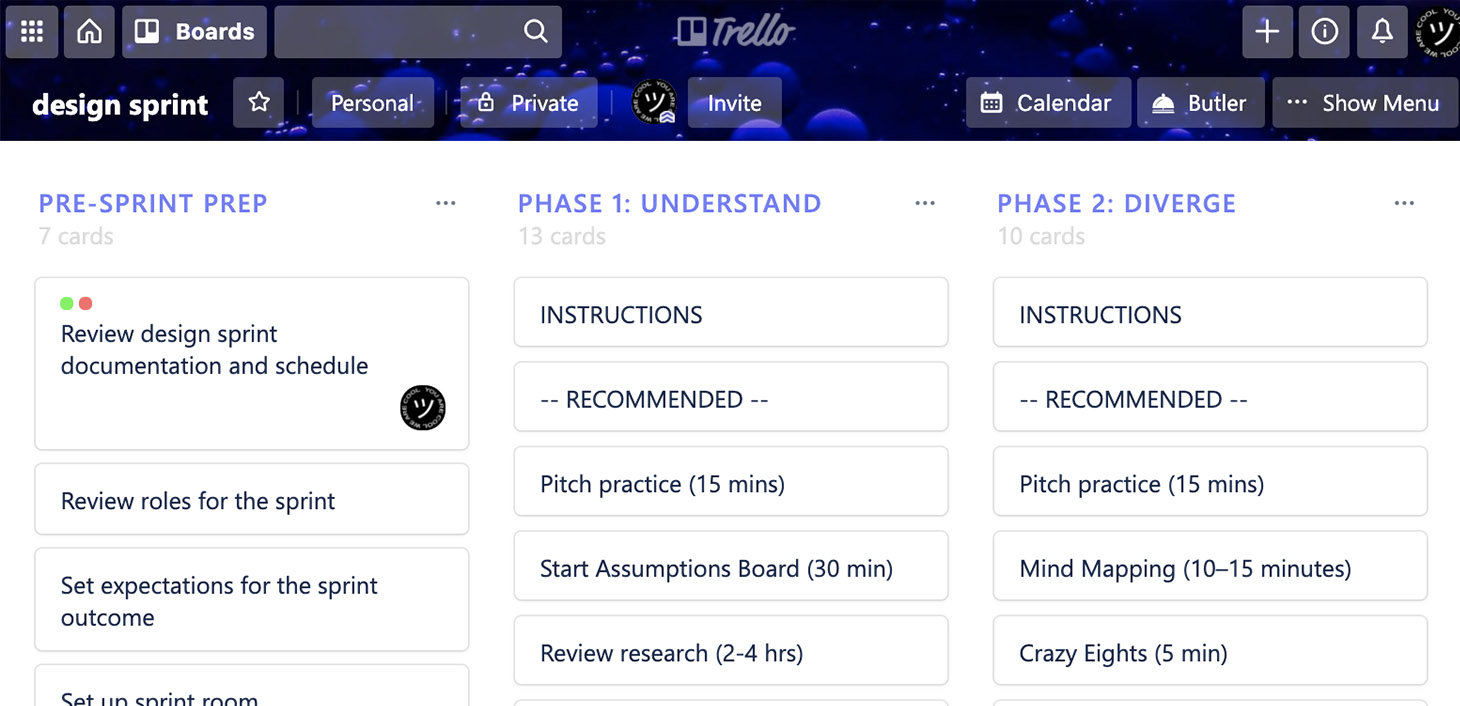 Boards
Trello
design sprint
Personal
Private
Invite
Calendar
Butler
··· Show Menu
PRE-SPRINT PREP ···
7 cards
Review design sprint
documentation and schedule
Review roles for the sprint
Set expectations for the sprint
outcome
Set up sprint room
PHASE 1: UNDERSTAND ···
13 cards
INSTRUCTIONS
-- RECOMMENDED --
Pitch practice (15 mins)
Start Assumptions Board (30 min)
Review research (2-4 hrs)
PHASE 2: DIVERGE ···
10 cards
INSTRUCTIONS
-- RECOMMENDED --
Pitch practice (15 mins)
Mind Mapping (10–15 minutes)
Crazy Eights (5 min)